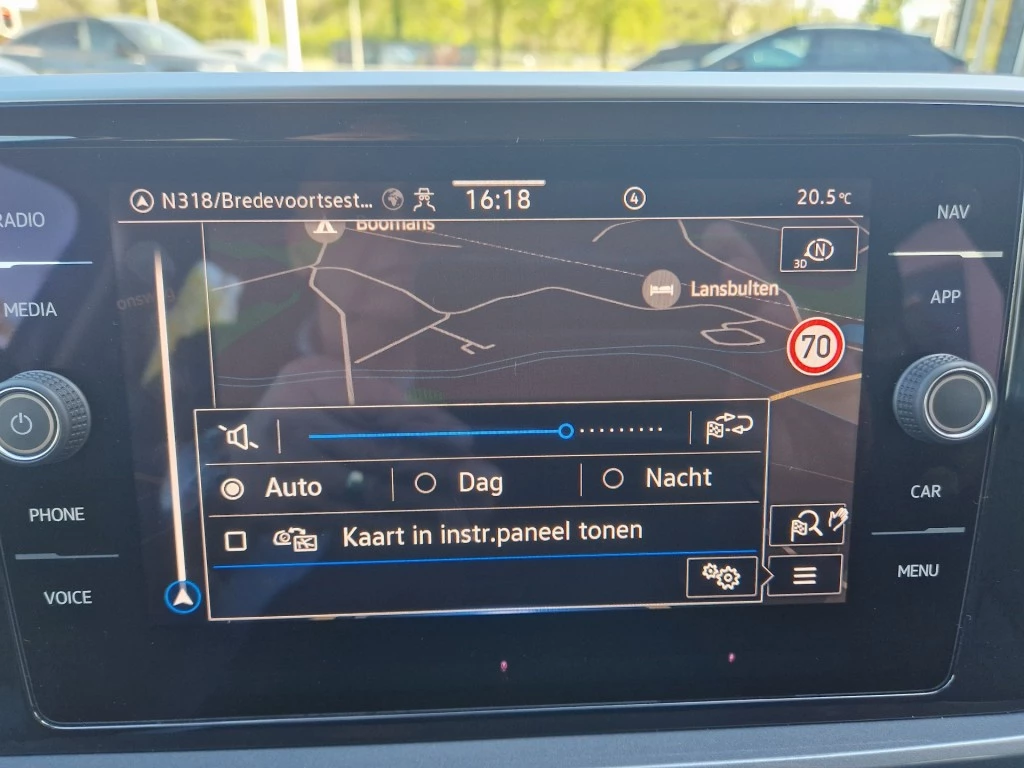 RADIO
MEDIA
PHONE
VOICE
N318/Bredevoortsest...
16:18
4
20.5°C
Boomans
N
3D
Lansbulten
70
Auto
Dag
Nacht
Kaart in instr.paneel tonen
NAV
APP
CAR
MENU